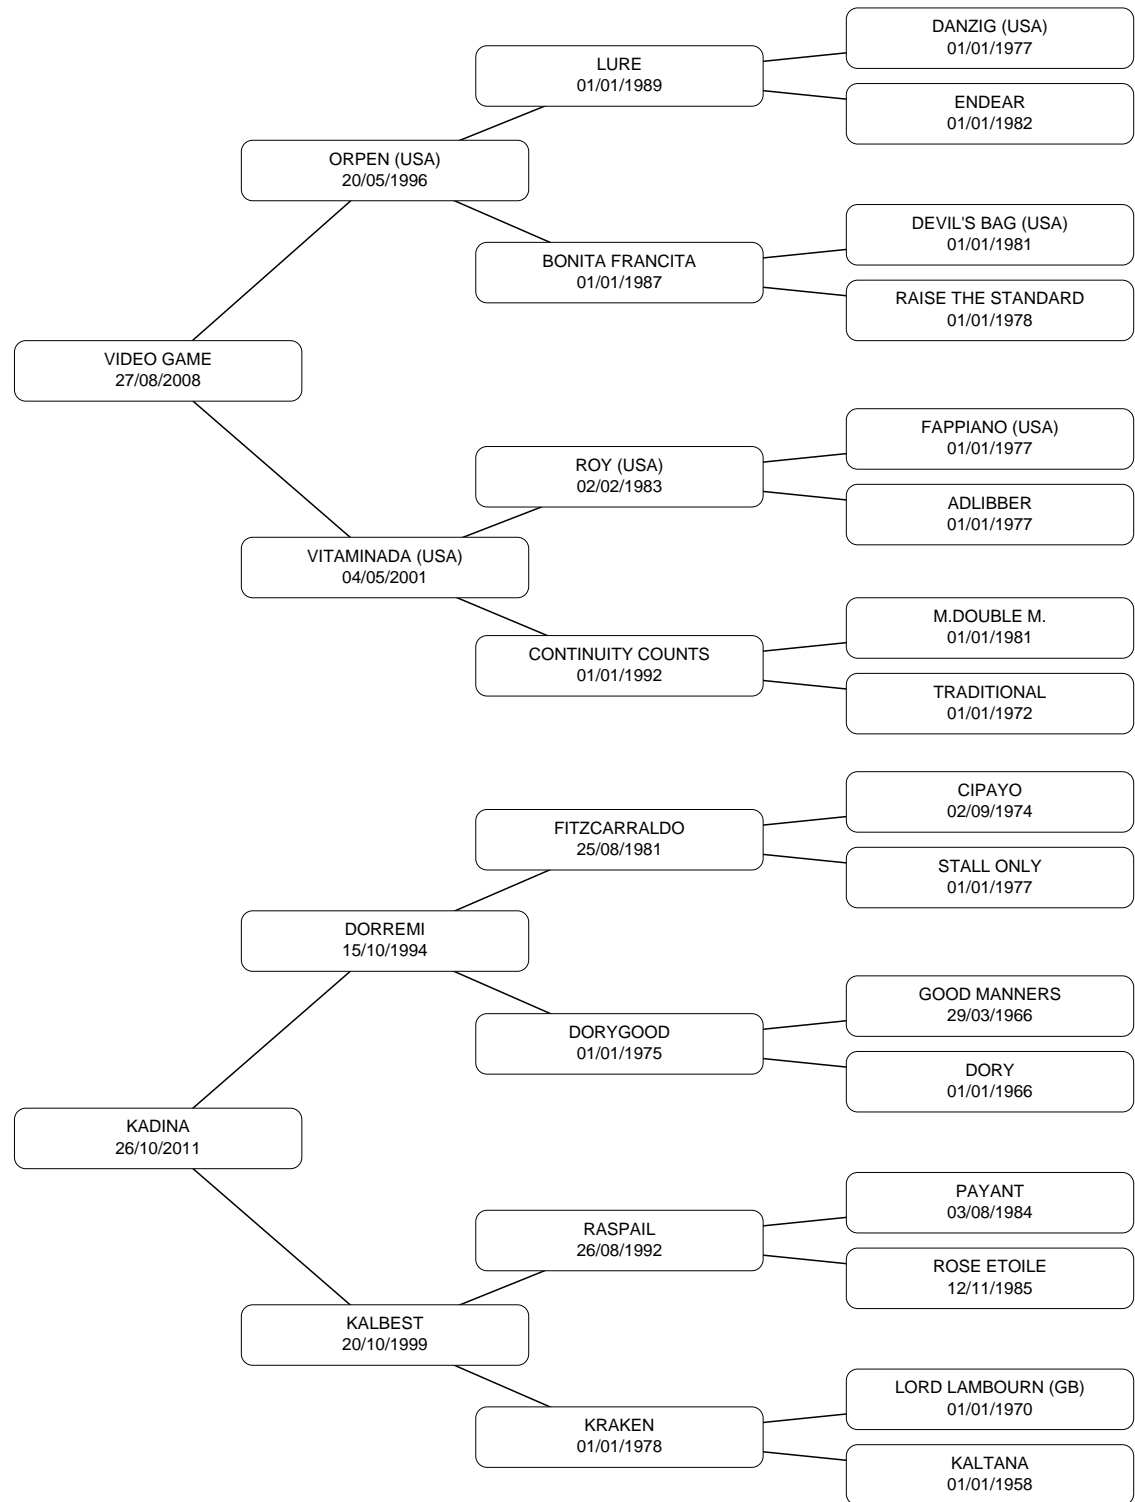 DANZIG (USA)
01/01/1977
LURE
01/01/1989
ENDEAR
01/01/1982
ORPEN (USA)
20/05/1996
DEVIL'S BAG (USA)
01/01/1981
BONITA FRANCITA
01/01/1987
RAISE THE STANDARD
01/01/1978
VIDEO GAME
27/08/2008
FAPPIANO (USA)
01/01/1977
ROY (USA)
02/02/1983
ADLIBBER
01/01/1977
VITAMINADA (USA)
04/05/2001
M.DOUBLE M.
01/01/1981
CONTINUITY COUNTS
01/01/1992
TRADITIONAL
01/01/1972
CIPAYO
02/09/1974
FITZCARRALDO
25/08/1981
STALL ONLY
01/01/1977
DORREMI
15/10/1994
GOOD MANNERS
29/03/1966
DORYGOOD
01/01/1975
DORY
01/01/1966
KADINA
26/10/2011
PAYANT
03/08/1984
RASPAIL
26/08/1992
ROSE ETOILE
12/11/1985
KALBEST
20/10/1999
LORD LAMBOURN (GB)
01/01/1970
KRAKEN
01/01/1978
KALTANA
01/01/1958